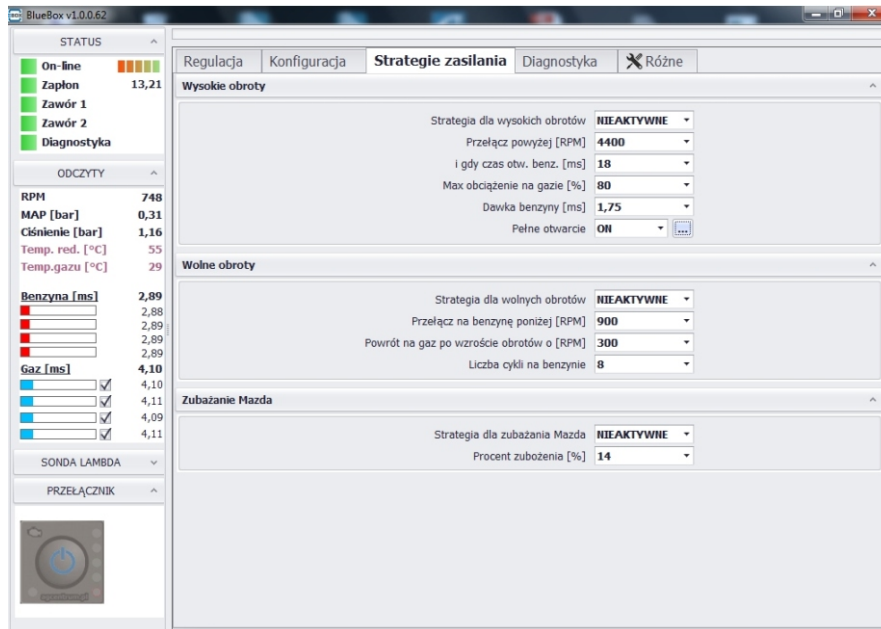 BlueBox v1.0.0.62
STATUS
On-line
Zapłon 13,21
Zawór 1
Zawór 2
Diagnostyka
ODCZYTY
RPM 748
MAP [bar] 0,31
Ciśnienie [bar] 1,16
Temp. red. [°C] 55
Temp.gazu [°C] 29
Benzyna [ms] 2,89
2,88
2,89
2,89
2,89
Gaz [ms] 4,10
4,10
4,11
4,09
4,11
SONDA LAMBDA
PRZEŁĄCZNIK
Regulacja Konfiguracja Strategie zasilania Diagnostyka Różne
Wysokie obroty
Strategia dla wysokich obrotów NIEAKTYWNE
Przełącz powyżej [RPM] 4400
i gdy czas otw. benz. [ms] 18
Max obciążenie na gazie [%] 80
Dawka benzyny [ms] 1,75
Pełne otwarcie ON ...
Wolne obroty
Strategia dla wolnych obrotów NIEAKTYWNE
Przełącz na benzynę poniżej [RPM] 900
Powrót na gaz po wzroście obrotów o [RPM] 300
Liczba cykli na benzynie 8
Zubażanie Mazda
Strategia dla zubażania Mazda NIEAKTYWNE
Procent zubożenia [%] 14